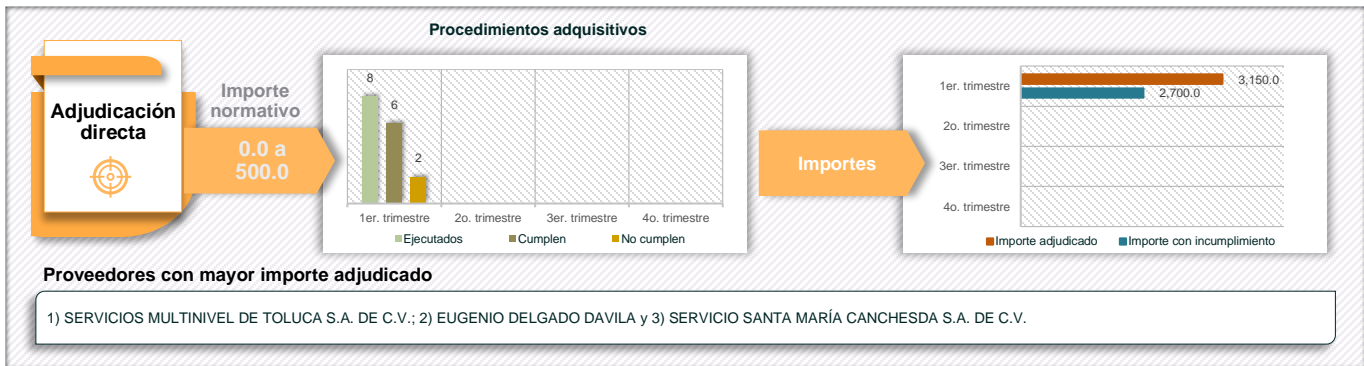 Procedimientos adquisitivos
Adjudicación
directa
Importe
normativo
0.0 a
500.0
8
6
2
1er. trimestre
2o. trimestre
3er. trimestre
4o. trimestre
Ejecutados
Cumplen
No cumplen
Importes
1er. trimestre
3,150.0
2,700.0
2o. trimestre
3er. trimestre
4o. trimestre
Importe adjudicado
Importe con incumplimiento
Proveedores con mayor importe adjudicado
1) SERVICIOS MULTINIVEL DE TOLUCA S.A. DE C.V.; 2) EUGENIO DELGADO DAVILA y 3) SERVICIO SANTA MARÍA CANCHESDA S.A. DE C.V.